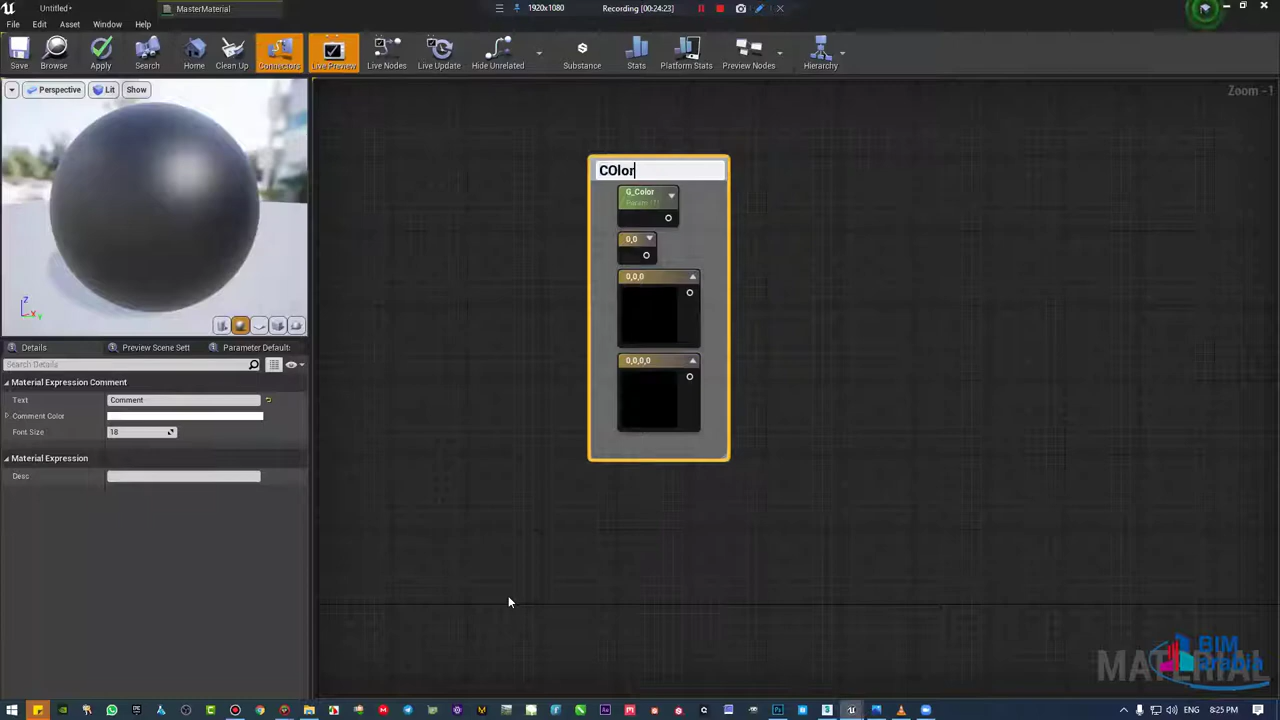 Untitled*
MasterMaterial
1920x1080
Recording [00:24:23]
File
Edit
Asset
Window
Help
Save
Browse
Apply
Search
Home
Clean Up
Connectors
Live Preview
Live Nodes
Live Update
Hide Unrelated
Substance
Stats
Platform Stats
Preview Nodes
Hierarchy
Perspective
Lit
Show
Zoom -1
COlor
G_Color
Param (1)
0,0
0,0,0
0,0,0,0
Z
X
Y
Details
Preview Scene Sett
Parameter Default
Search Details
Material Expression Comment
Text
Comment
Comment Color
Font Size
18
Material Expression
Desc
MATERIAL
BIM
arabia
8:25 PM